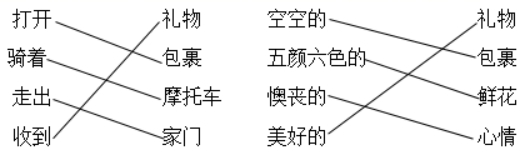 打开 礼物 空空的 礼物
骑着 包裹 五颜六色的 包裹
走出 摩托车 懊丧的 鲜花
收到 家门 美好的 心情